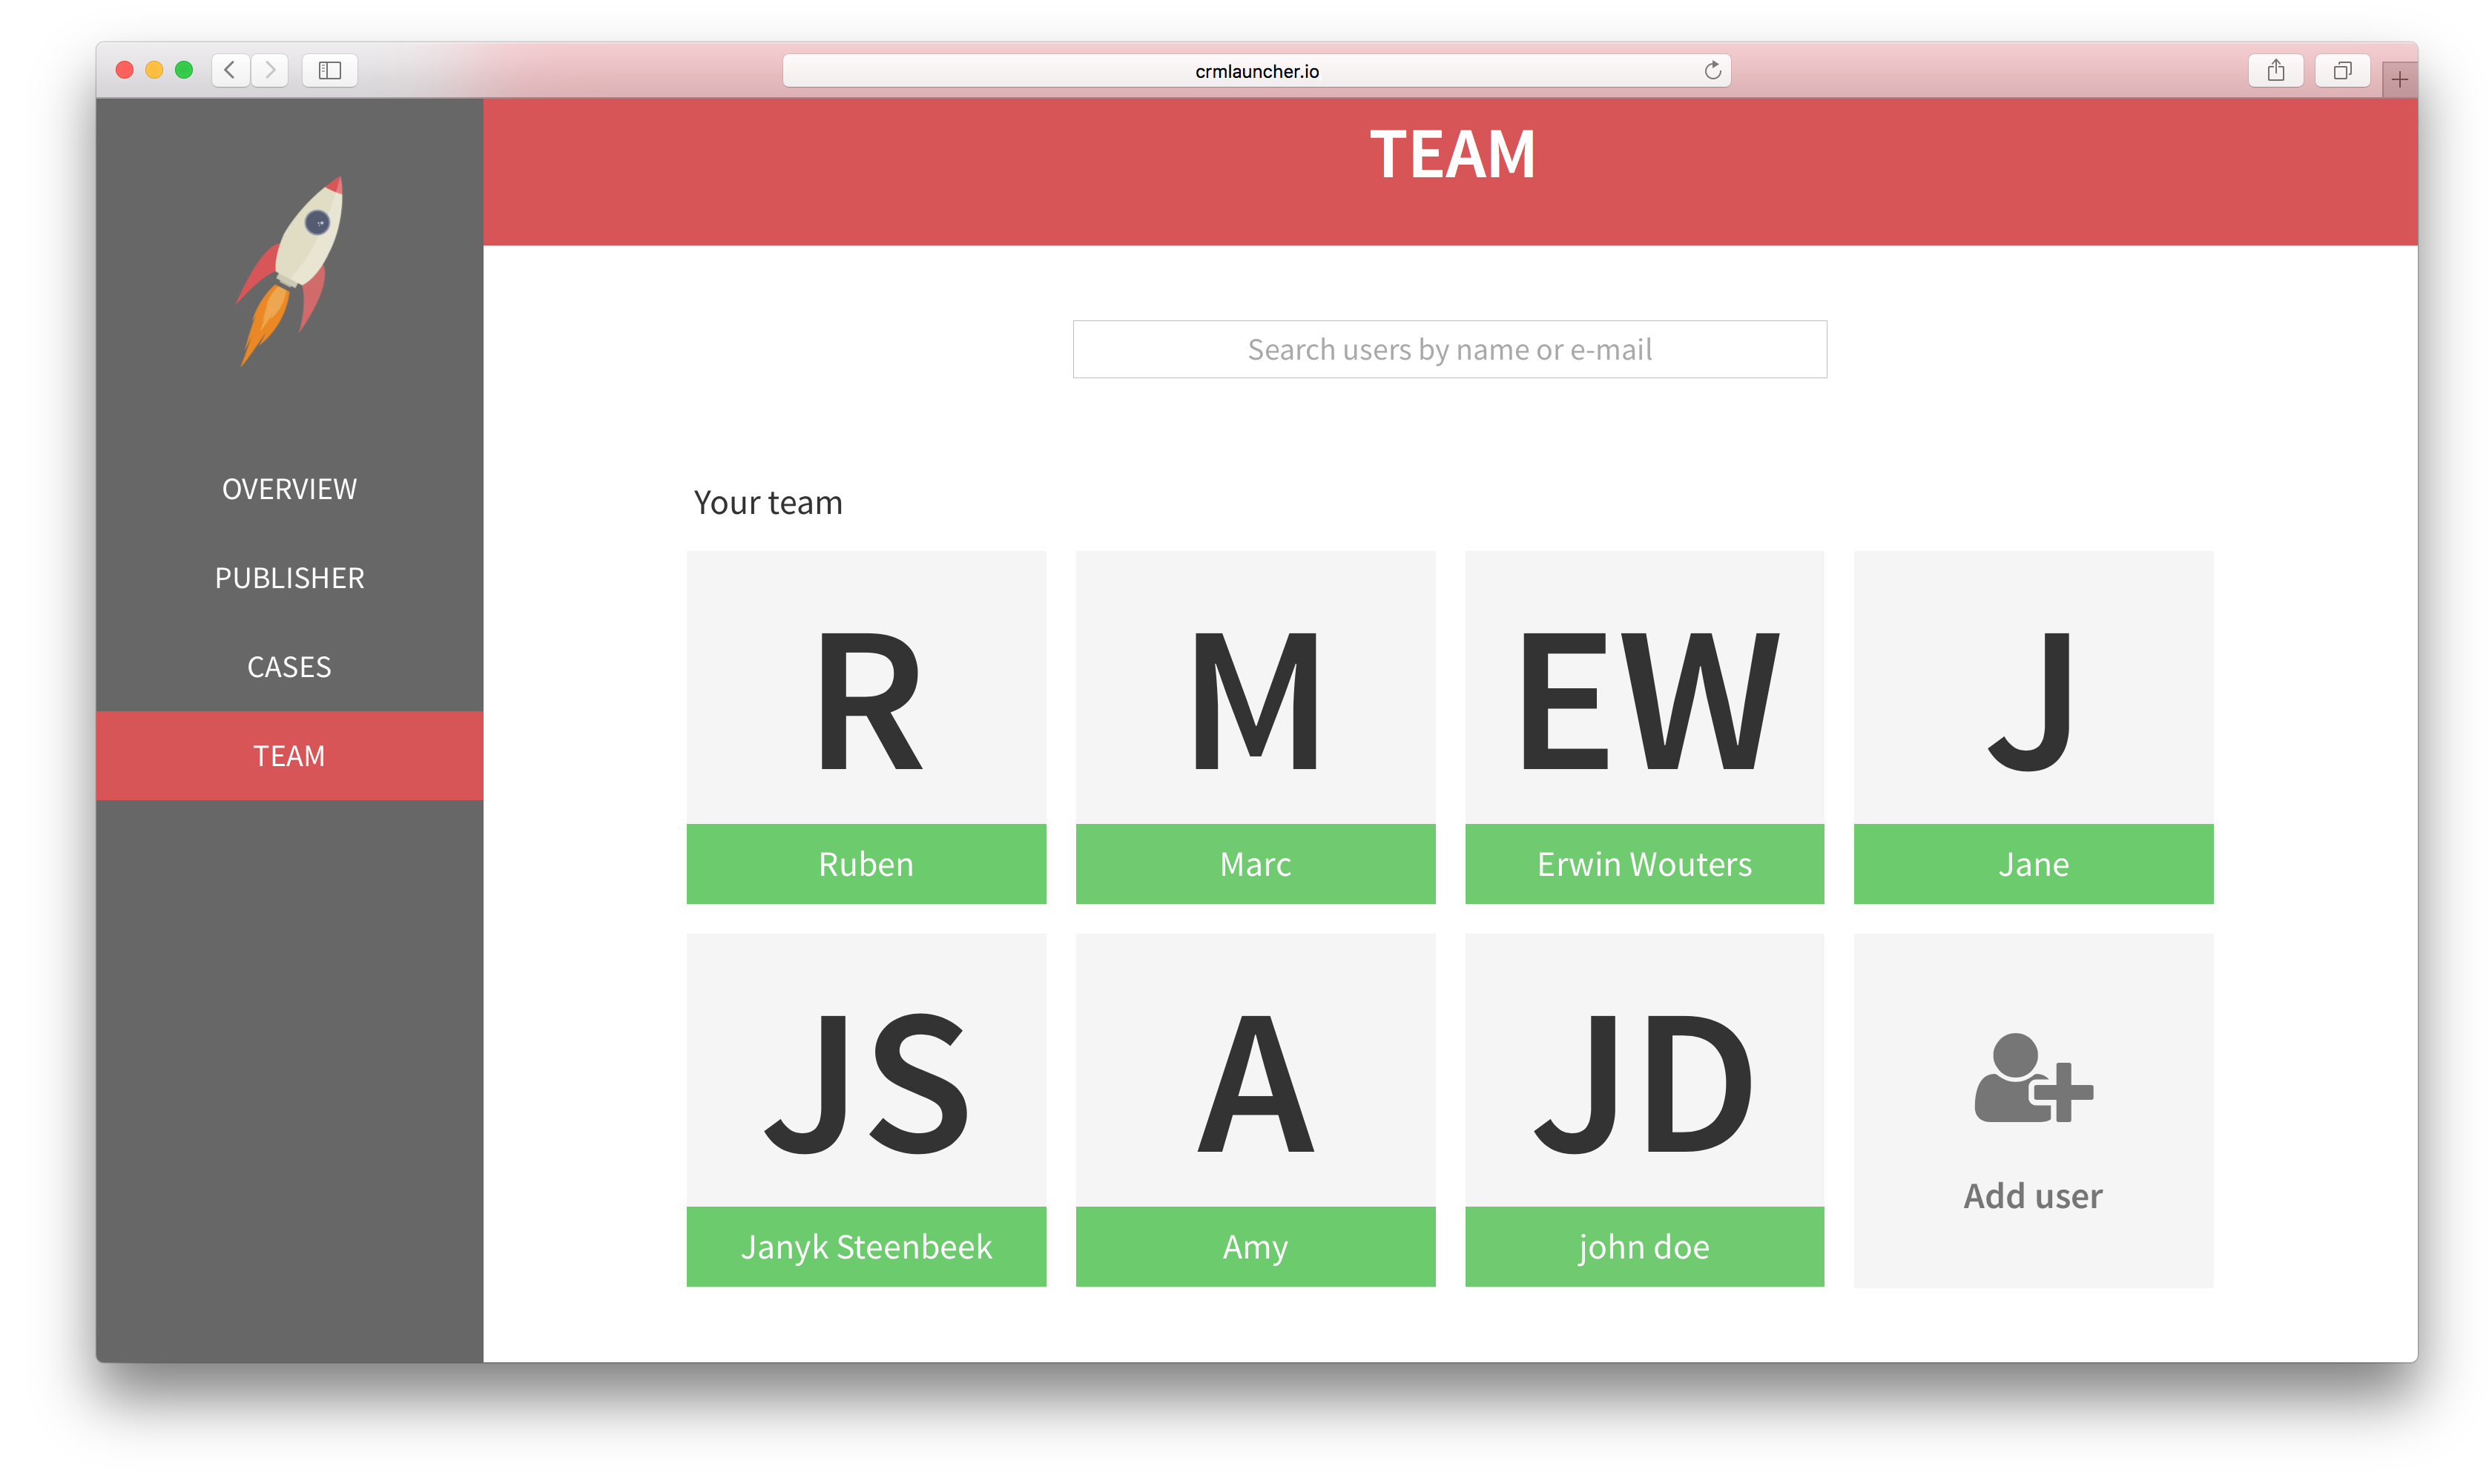 crmlauncher.io
TEAM
OVERVIEW
PUBLISHER
CASES
TEAM
Search users by name or e-mail
Your team
R
M
EW
J
Ruben
Marc
Erwin Wouters
Jane
JS
A
JD
Add user
Janyk Steenbeek
Amy
john doe